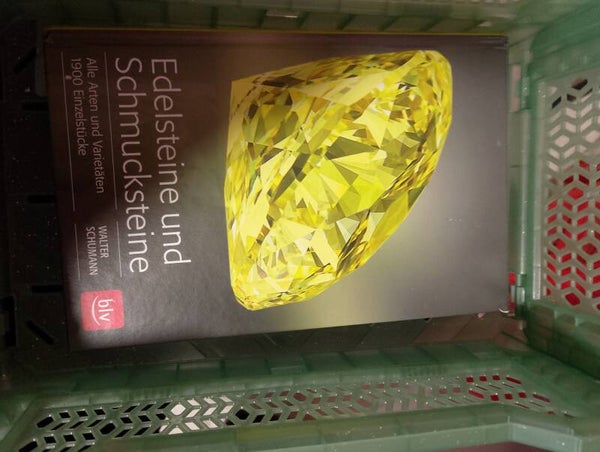 Edelsteine und
Schmucksteine
Alle Arten und Varietäten
1900 Einzelstücke
WALTER
SCHUMANN
blv